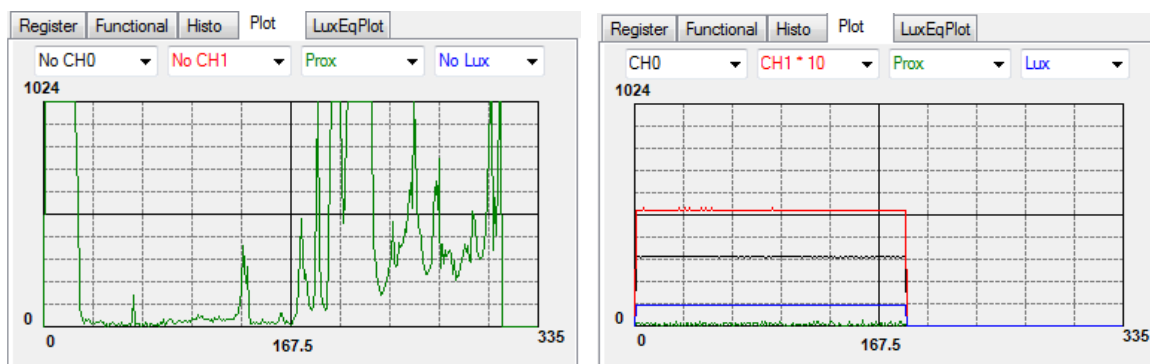 Register Functional Histo Plot LuxEqPlot
No CH0 No CH1 Prox No Lux
1024
0
0 167.5 335
Register Functional Histo Plot LuxEqPlot
CH0 CH1 * 10 Prox Lux
1024
0
0 167.5 335